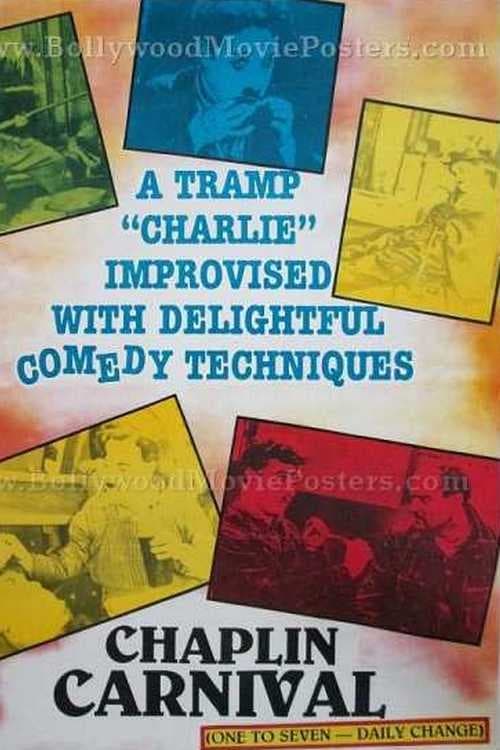 www.BollywoodMoviePosters.com
A TRAMP
“CHARLIE”
IMPROVISED
WITH DELIGHTFUL
COMEDY TECHNIQUES
www.BollywoodMoviePosters.com
CHAPLIN
CARNIVAL
(ONE TO SEVEN — DAILY CHANGE)